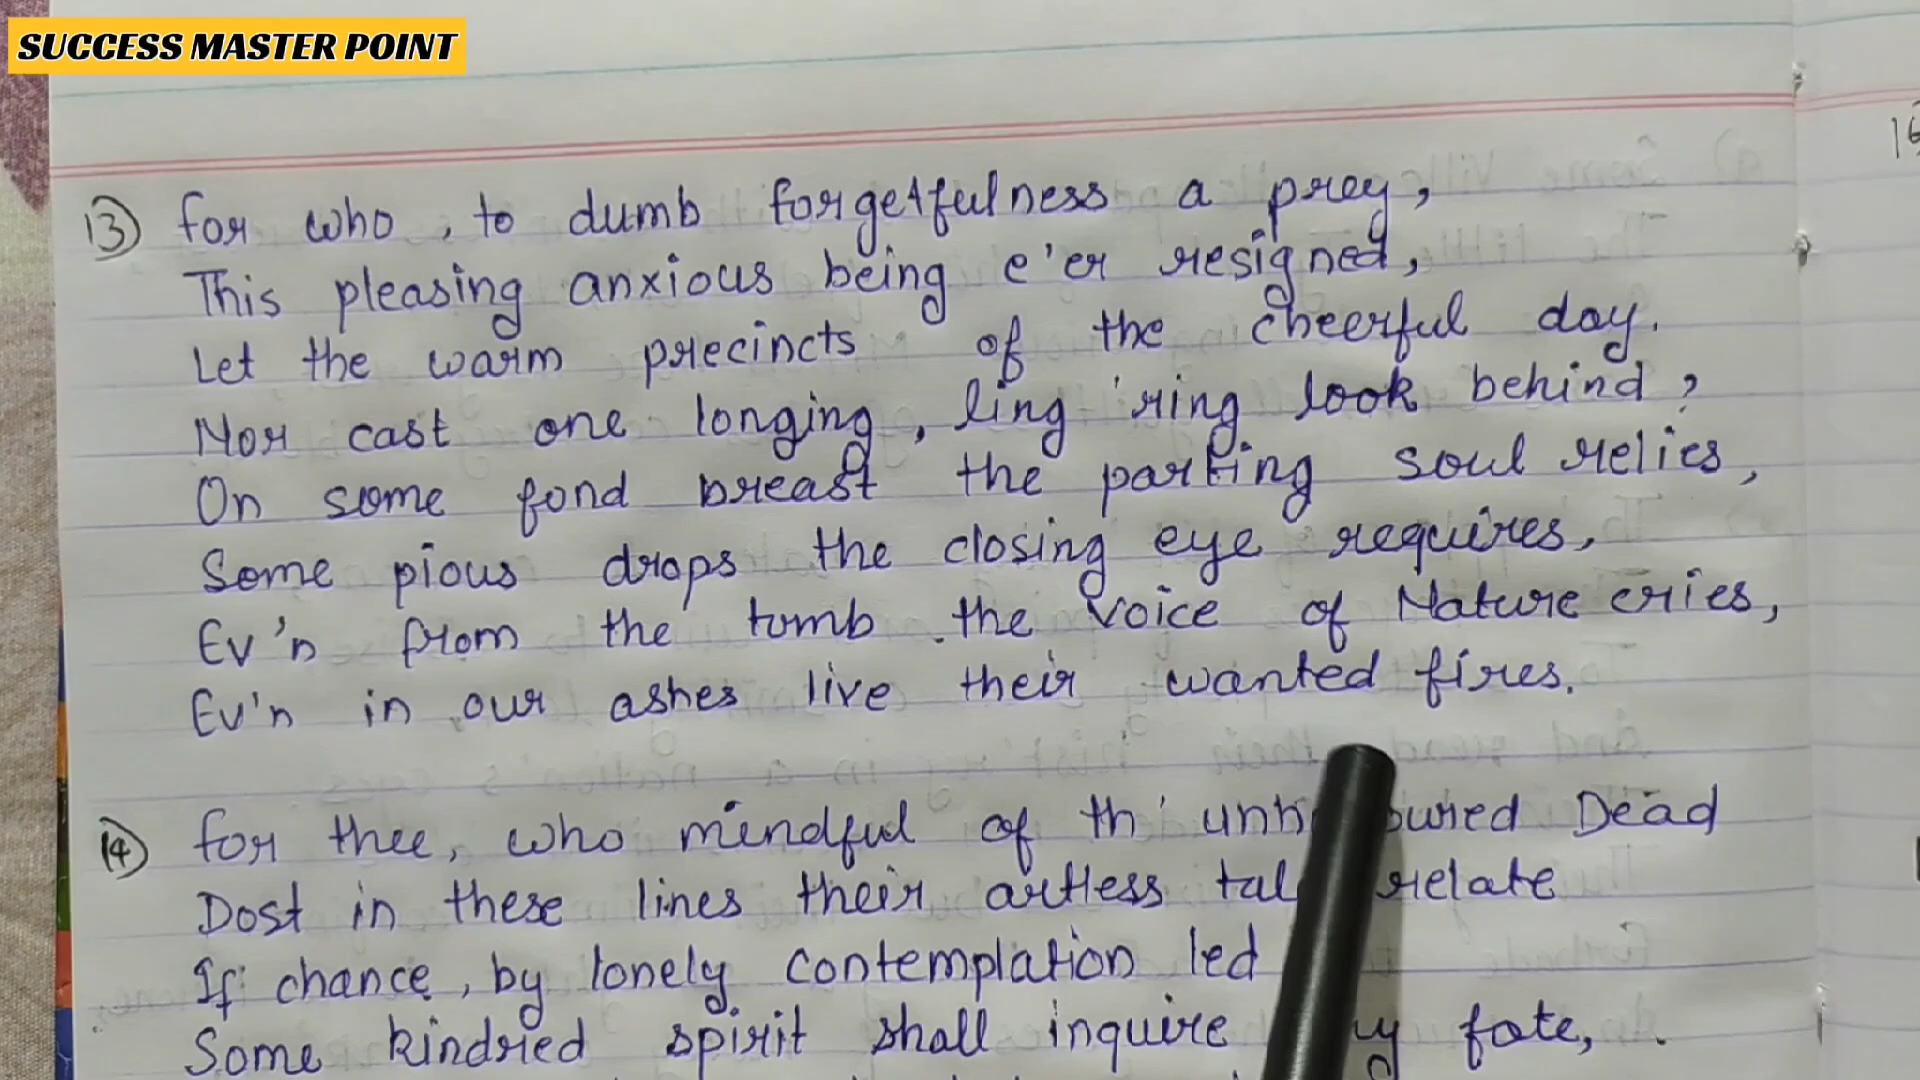 SUCCESS MASTER POINT
16
13) for who, to dumb forgetfulness a prey,
This pleasing anxious being e'er resigned,
Let the warm precincts of the cheerful day.
Nor cast one longing, ling'ring look behind?
On some fond breast the parting soul relies,
Some pious drops the closing eye requires,
Ev'n from the tomb the voice of Nature cries,
Ev'n in our ashes live their wanted fires.
14) for thee, who mindful of th' Dead
Dost in these lines their artless relate
If chance, by lonely contemplation led
Some kindried spirit shall inquire fate,